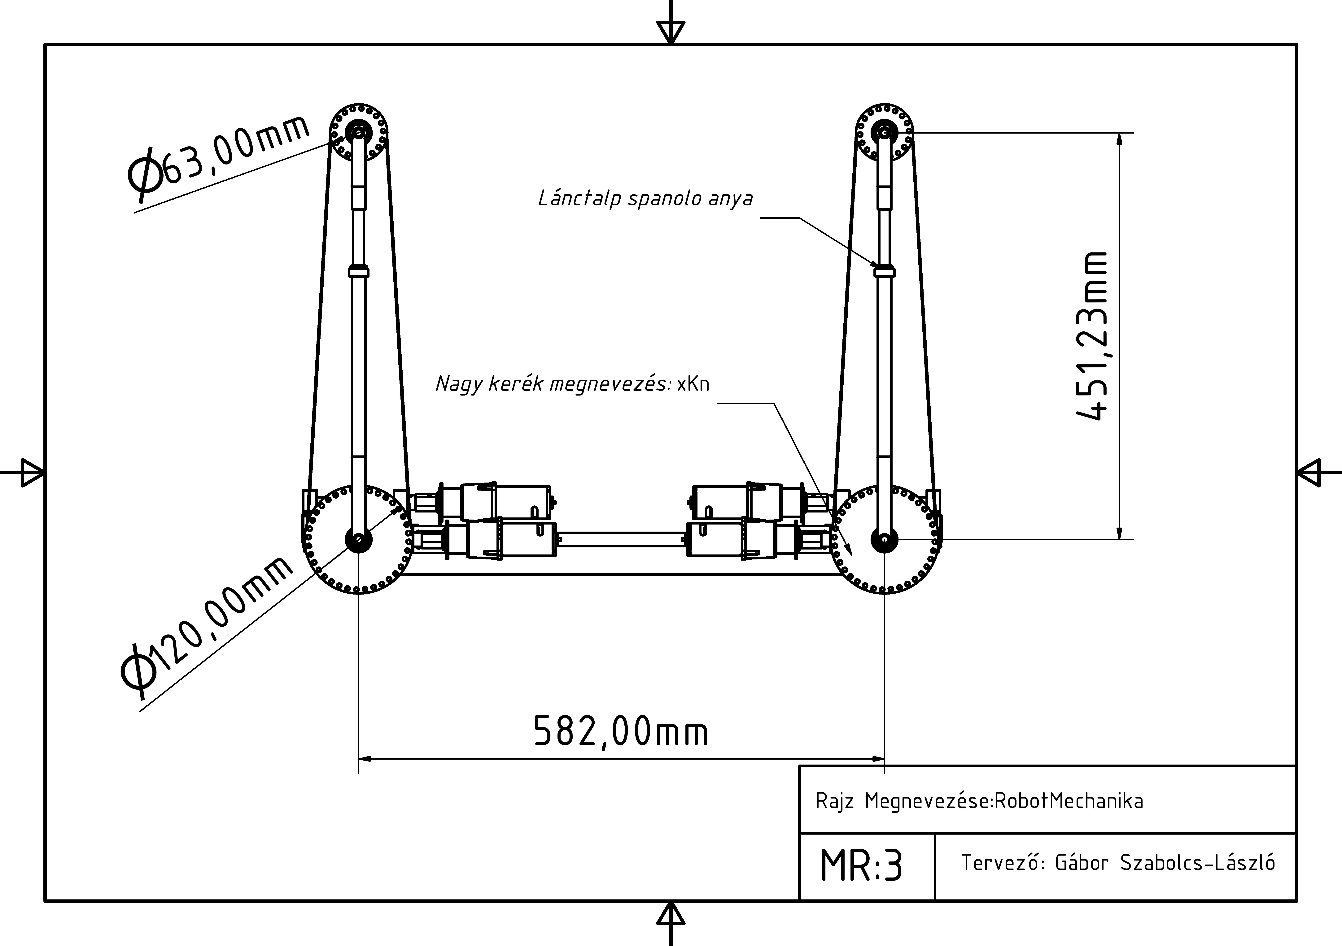 Ø63,00mm
Lánctalp spanolo anya
451,23mm
Nagy kerék megnevezés: xKn
Ø120,00mm
582,00mm
Rajz Megnevezése:RobotMechanika
MR:3
Tervező: Gábor Szabolcs-László